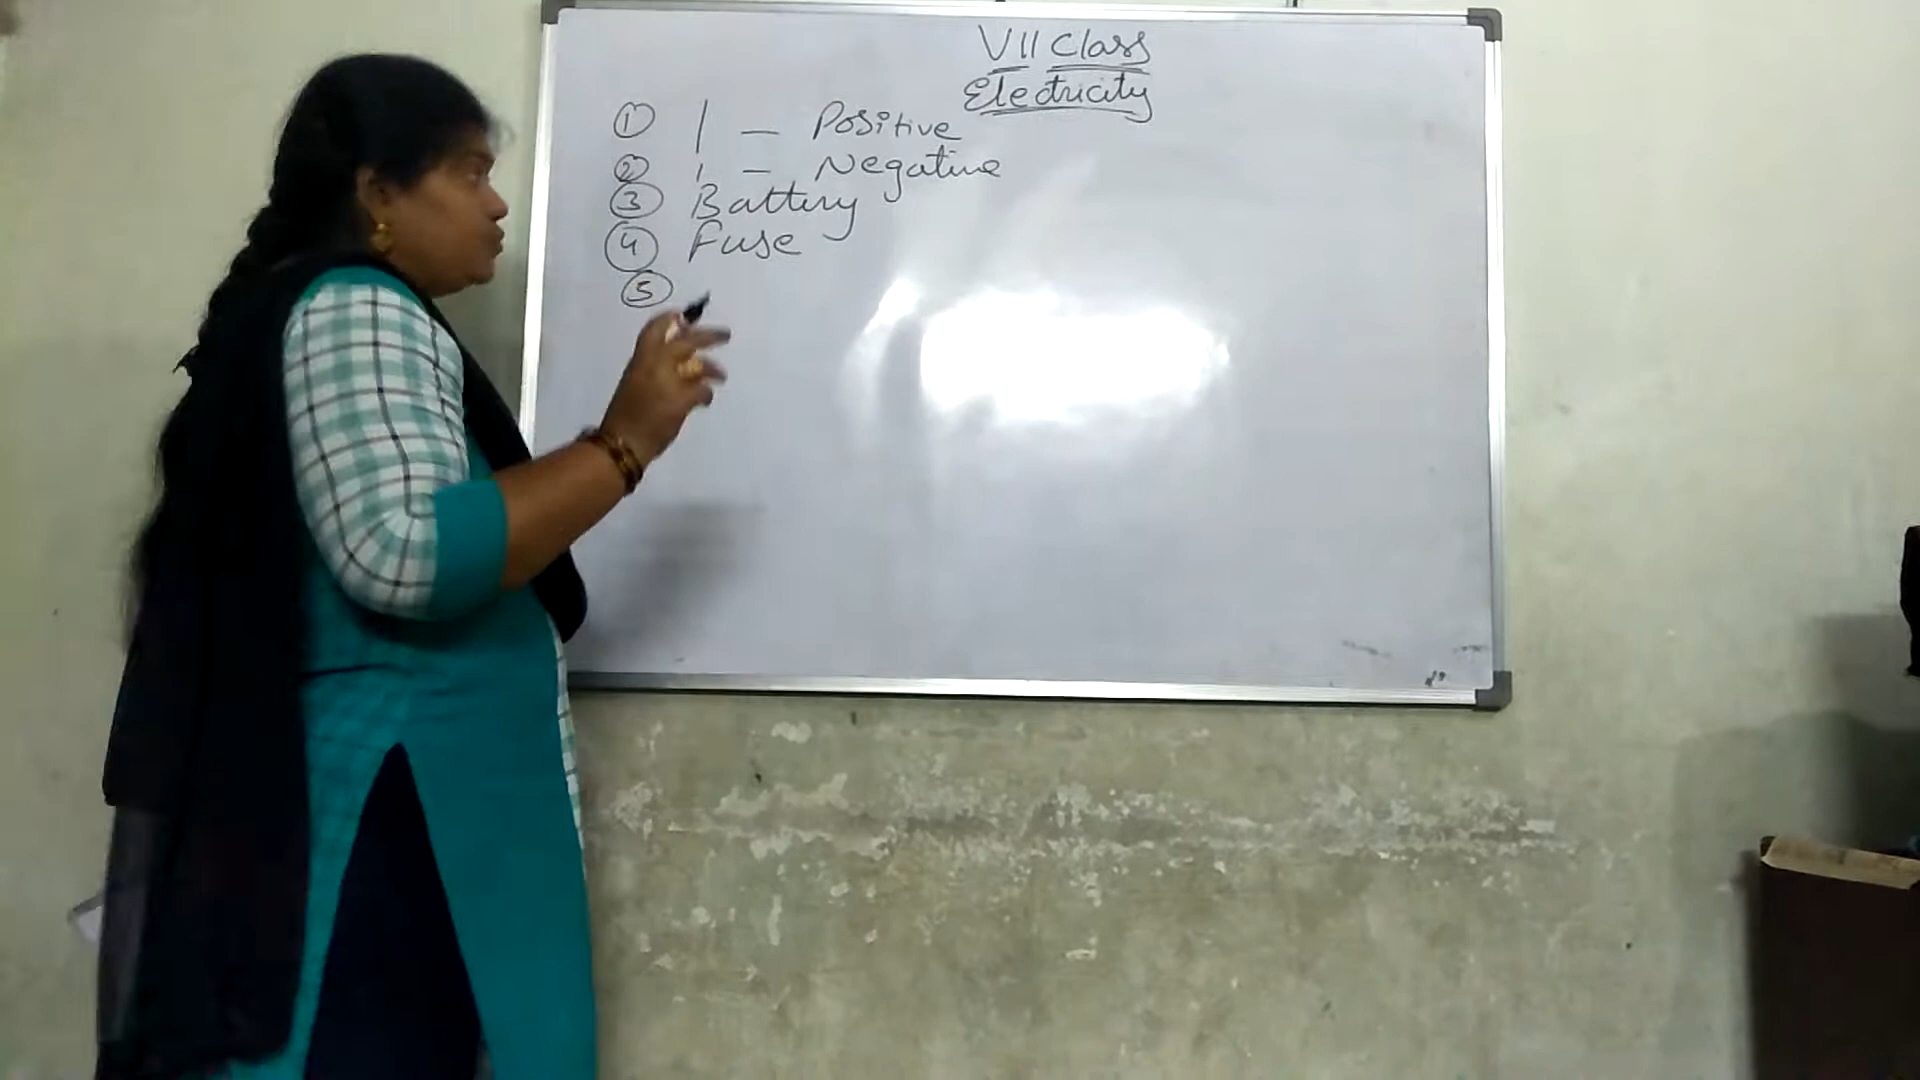 VII Class
Electricity
① | — Positive
② ı — Negative
③ Battery
④ Fuse
⑤